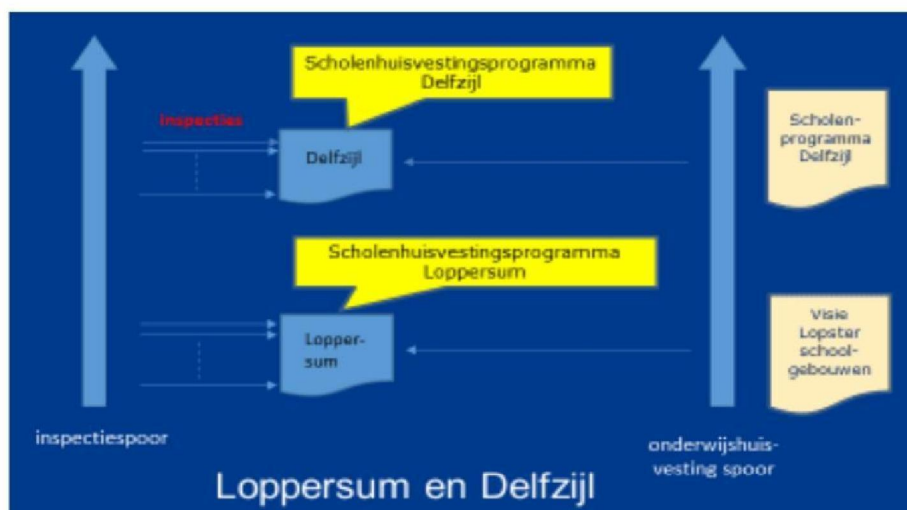 Scholenhuisvestingsprogramma
Delfzijl
inspecties
Delfzijl
Scholen-
programma
Delfzijl
Scholenhuisvestingsprogramma
Loppersum
Lopper-
sum
Visie
Lopster
school-
gebouwen
inspectiespoor
onderwijshuis-
vesting spoor
Loppersum en Delfzijl